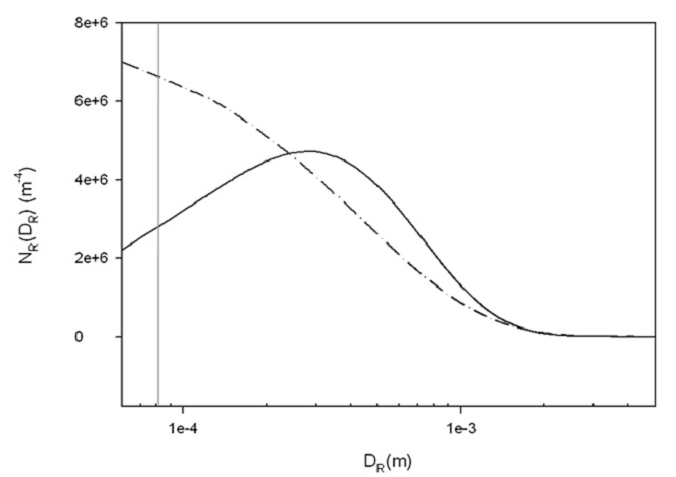 8e+6
6e+6
4e+6
2e+6
0
N_R(D_R) (m^-4)
1e-4 1e-3
D_R(m)